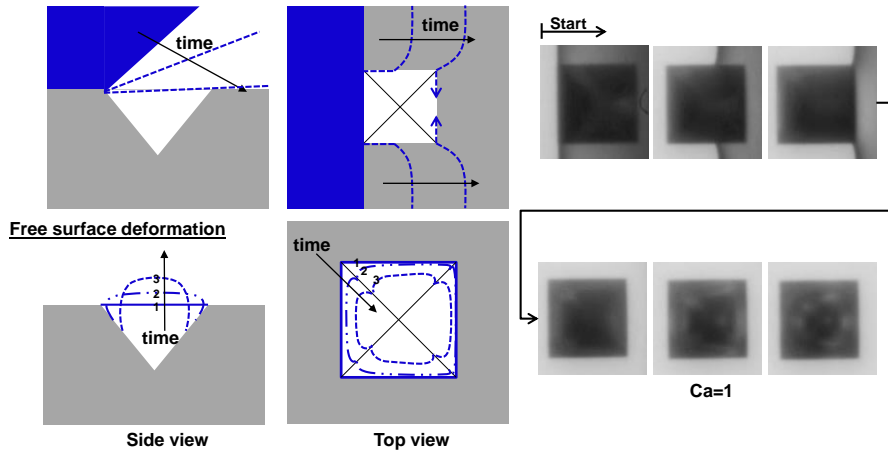 time
time
Start
Free surface deformation
3
2
1
time
time
1
2
3
Ca=1
Side view
Top view